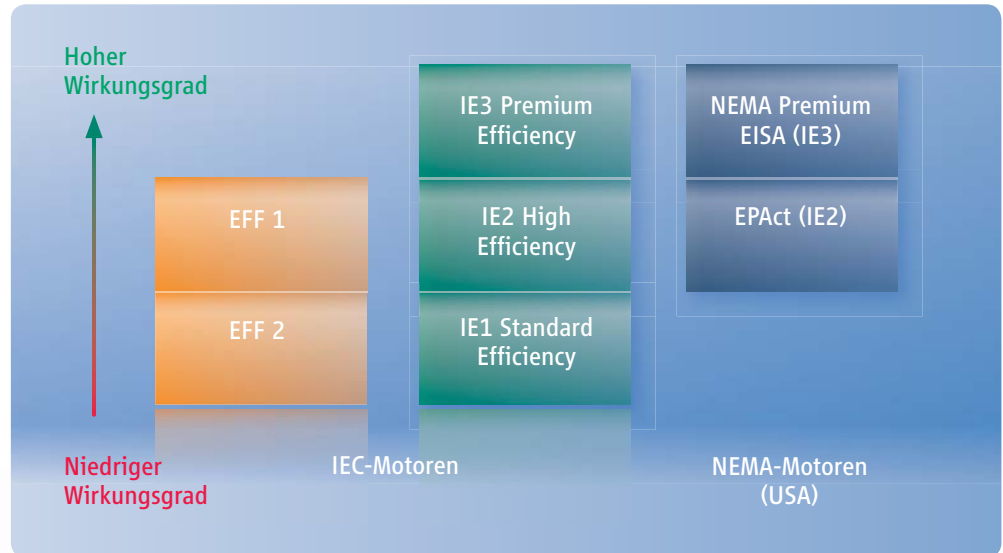 Hoher
Wirkungsgrad
IE3 Premium
Efficiency
NEMA Premium
EISA (IE3)
EFF 1
IE2 High
Efficiency
EPAct (IE2)
EFF 2
IE1 Standard
Efficiency
Niedriger
Wirkungsgrad
IEC-Motoren
NEMA-Motoren
(USA)